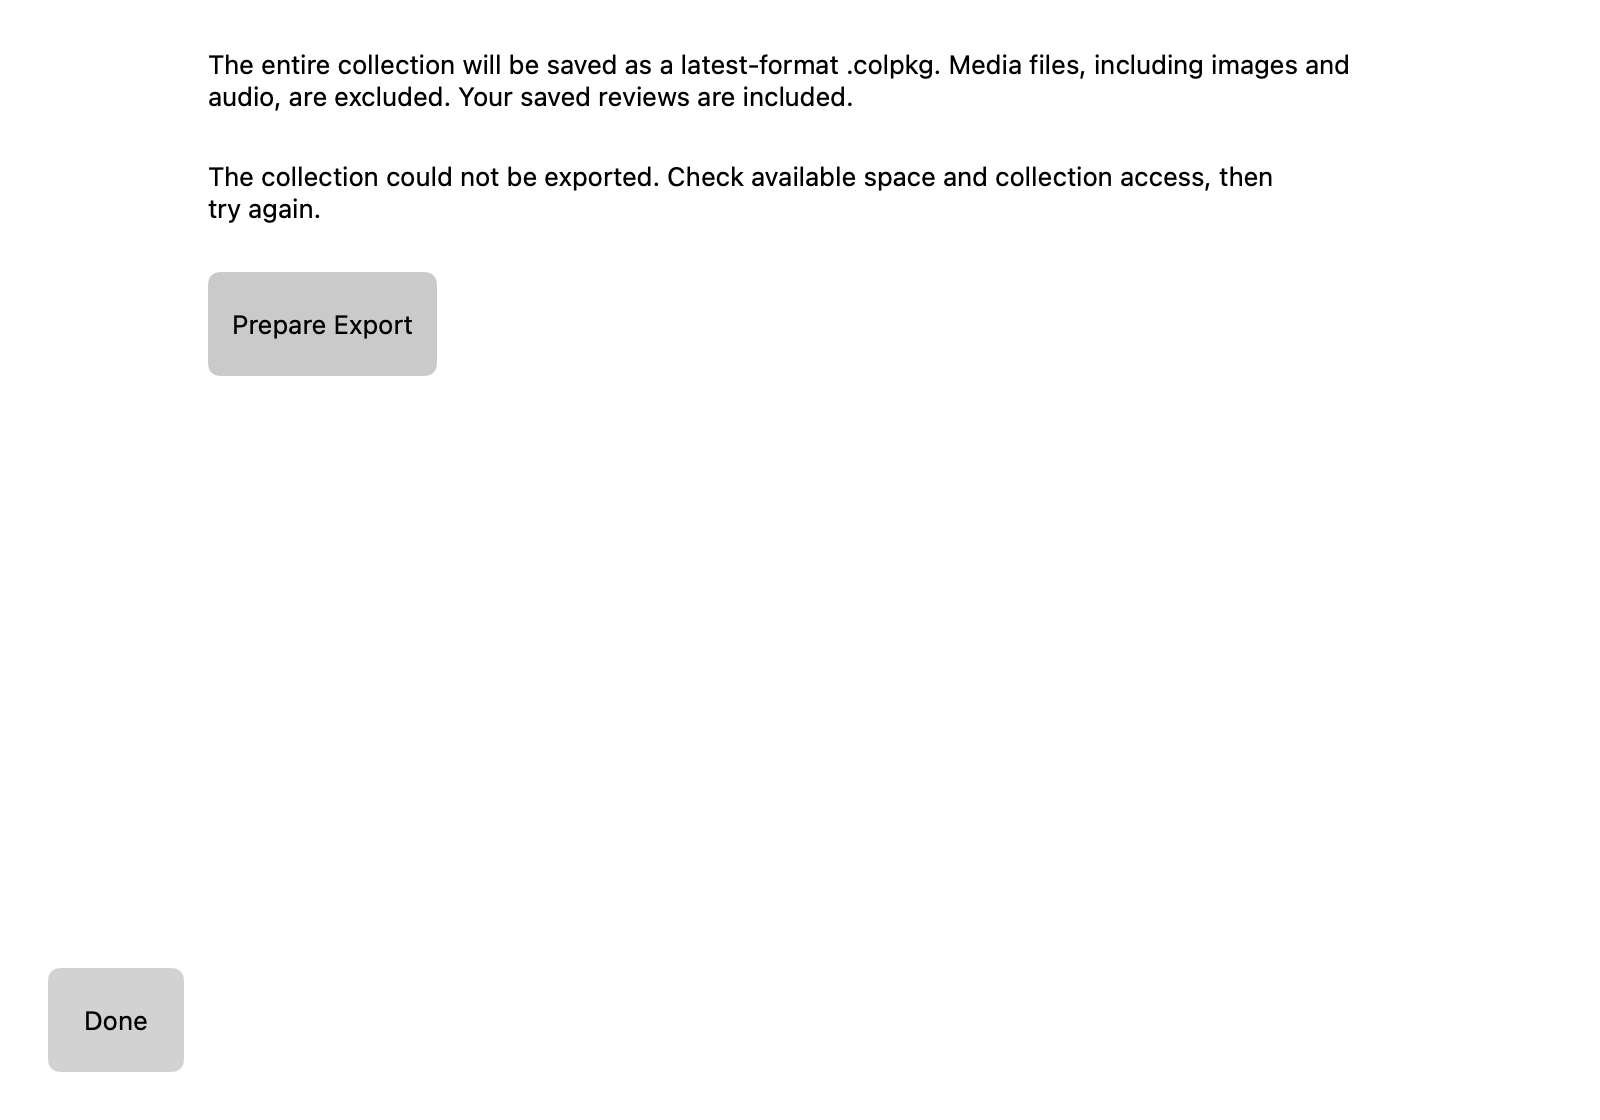 The entire collection will be saved as a latest-format .colpkg. Media files, including images and
audio, are excluded. Your saved reviews are included.
The collection could not be exported. Check available space and collection access, then
try again.
Prepare Export
Done